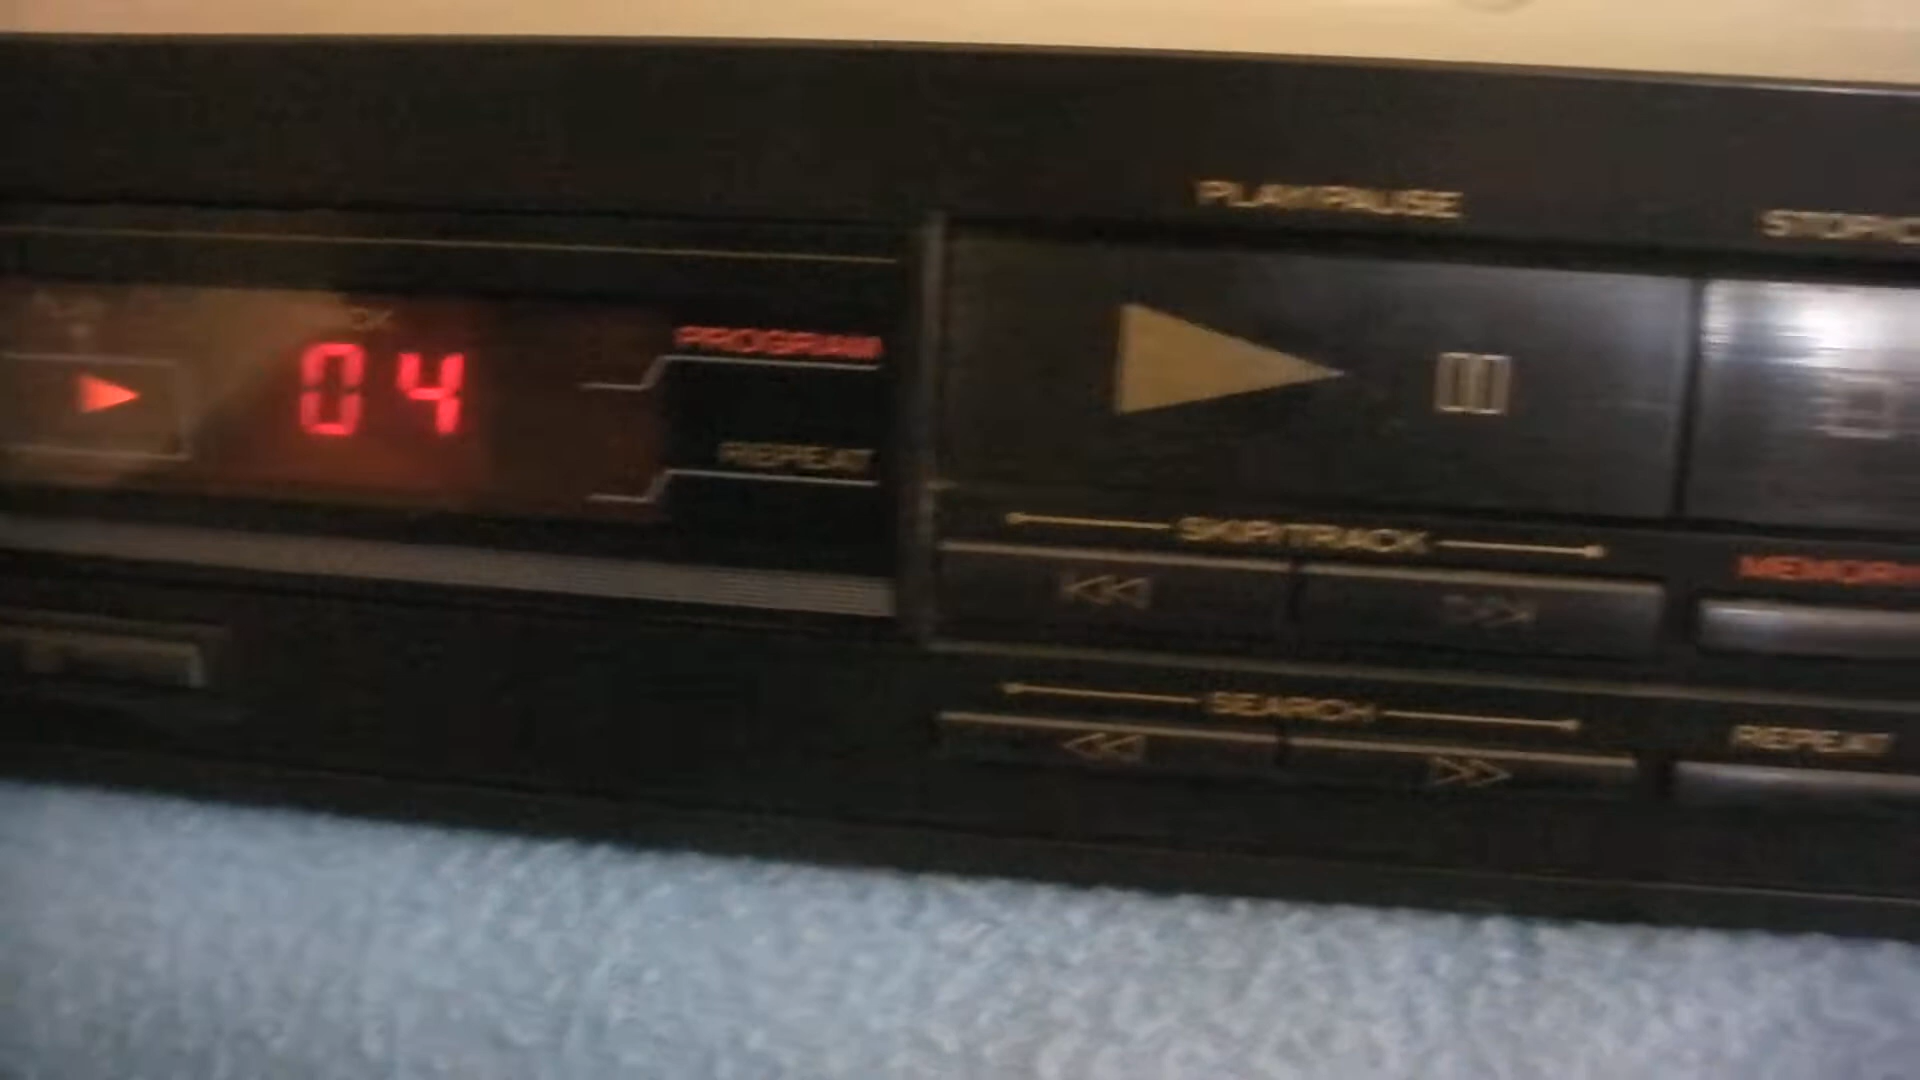 PLAY/PAUSE
04
PROGRAM
REPEAT
SKIP/TRACK
SEARCH
REPEAT